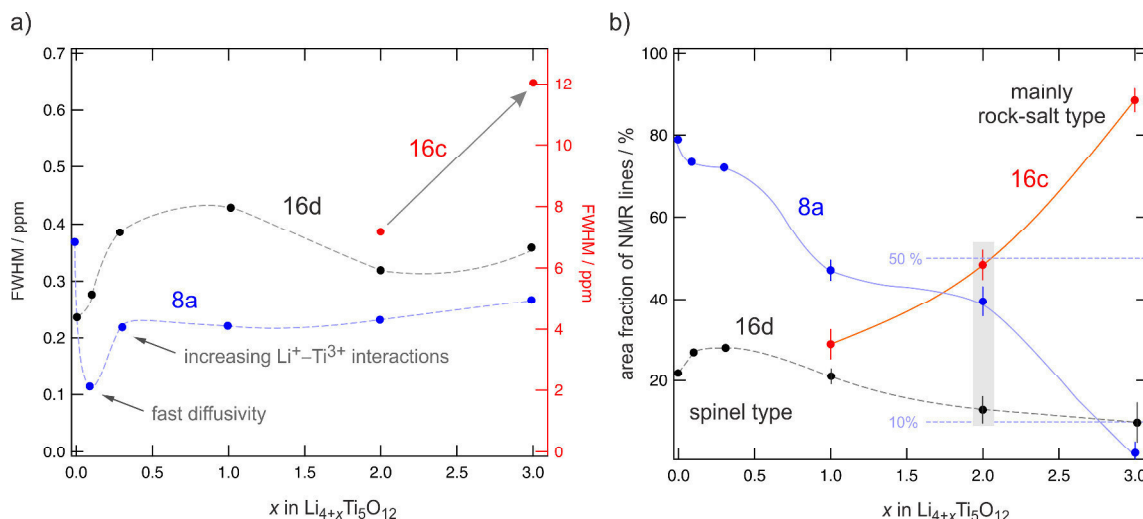 a)
0.7
0.6
0.5
0.4
0.3
0.2
0.1
0.0
FWHM / ppm
12
10
8
6
4
2
0
FWHM / ppm
16c
16d
8a
increasing Li⁺–Ti³⁺ interactions
fast diffusivity
0.0 0.5 1.0 1.5 2.0 2.5 3.0
x in Li₄₊ₓTi₅O₁₂
b)
100
80
60
40
20
area fraction of NMR lines / %
mainly
rock-salt type
16c
8a
50 %
16d
spinel type
10%
0.0 0.5 1.0 1.5 2.0 2.5 3.0
x in Li₄₊ₓTi₅O₁₂